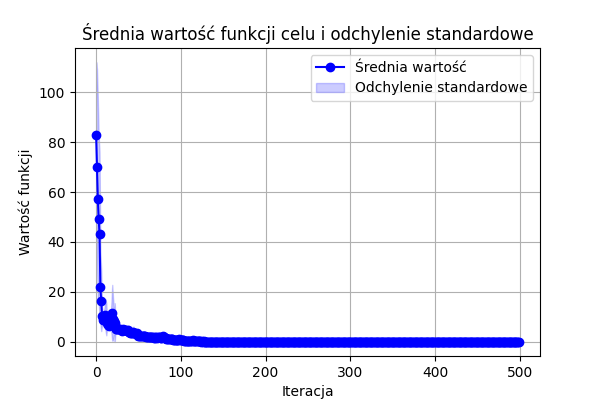 Średnia wartość funkcji celu i odchylenie standardowe
Średnia wartość
Odchylenie standardowe
Wartość funkcji
100
80
60
40
20
0
0 100 200 300 400 500
Iteracja